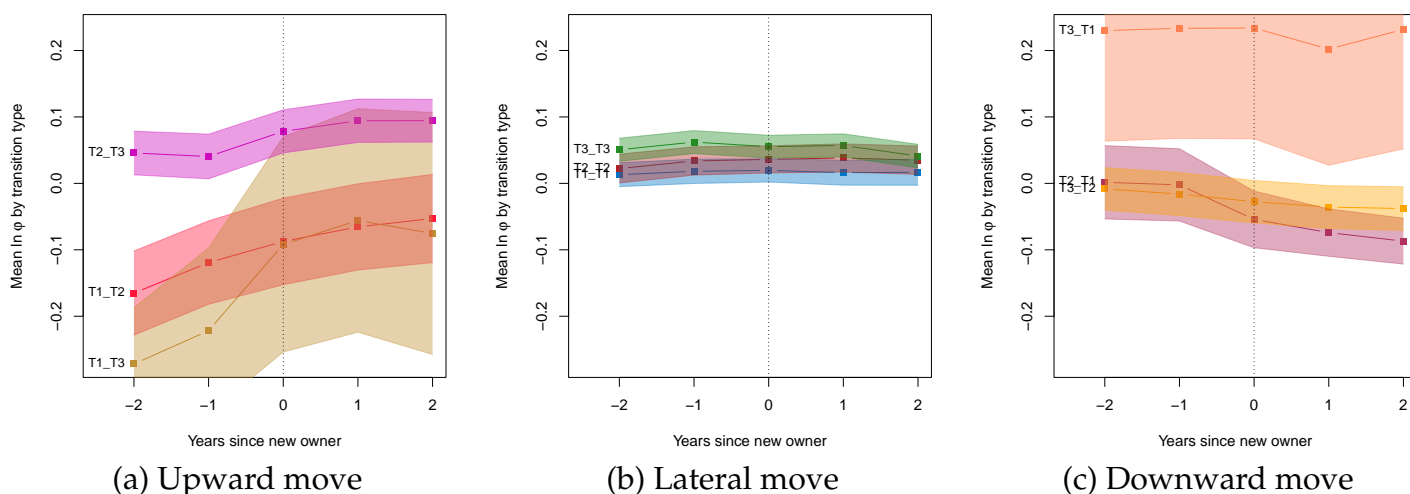 0.2
0.1
0.0
−0.1
−0.2
Mean ln φ by transition type
T2_T3
T1_T2
T1_T3
−2 −1 0 1 2
Years since new owner
(a) Upward move
0.2
0.1
0.0
−0.1
−0.2
Mean ln φ by transition type
T3_T3
T2_T2
T1_T1
−2 −1 0 1 2
Years since new owner
(b) Lateral move
0.2
0.1
0.0
−0.1
−0.2
Mean ln φ by transition type
T3_T1
T2_T1
T3_T2
−2 −1 0 1 2
Years since new owner
(c) Downward move